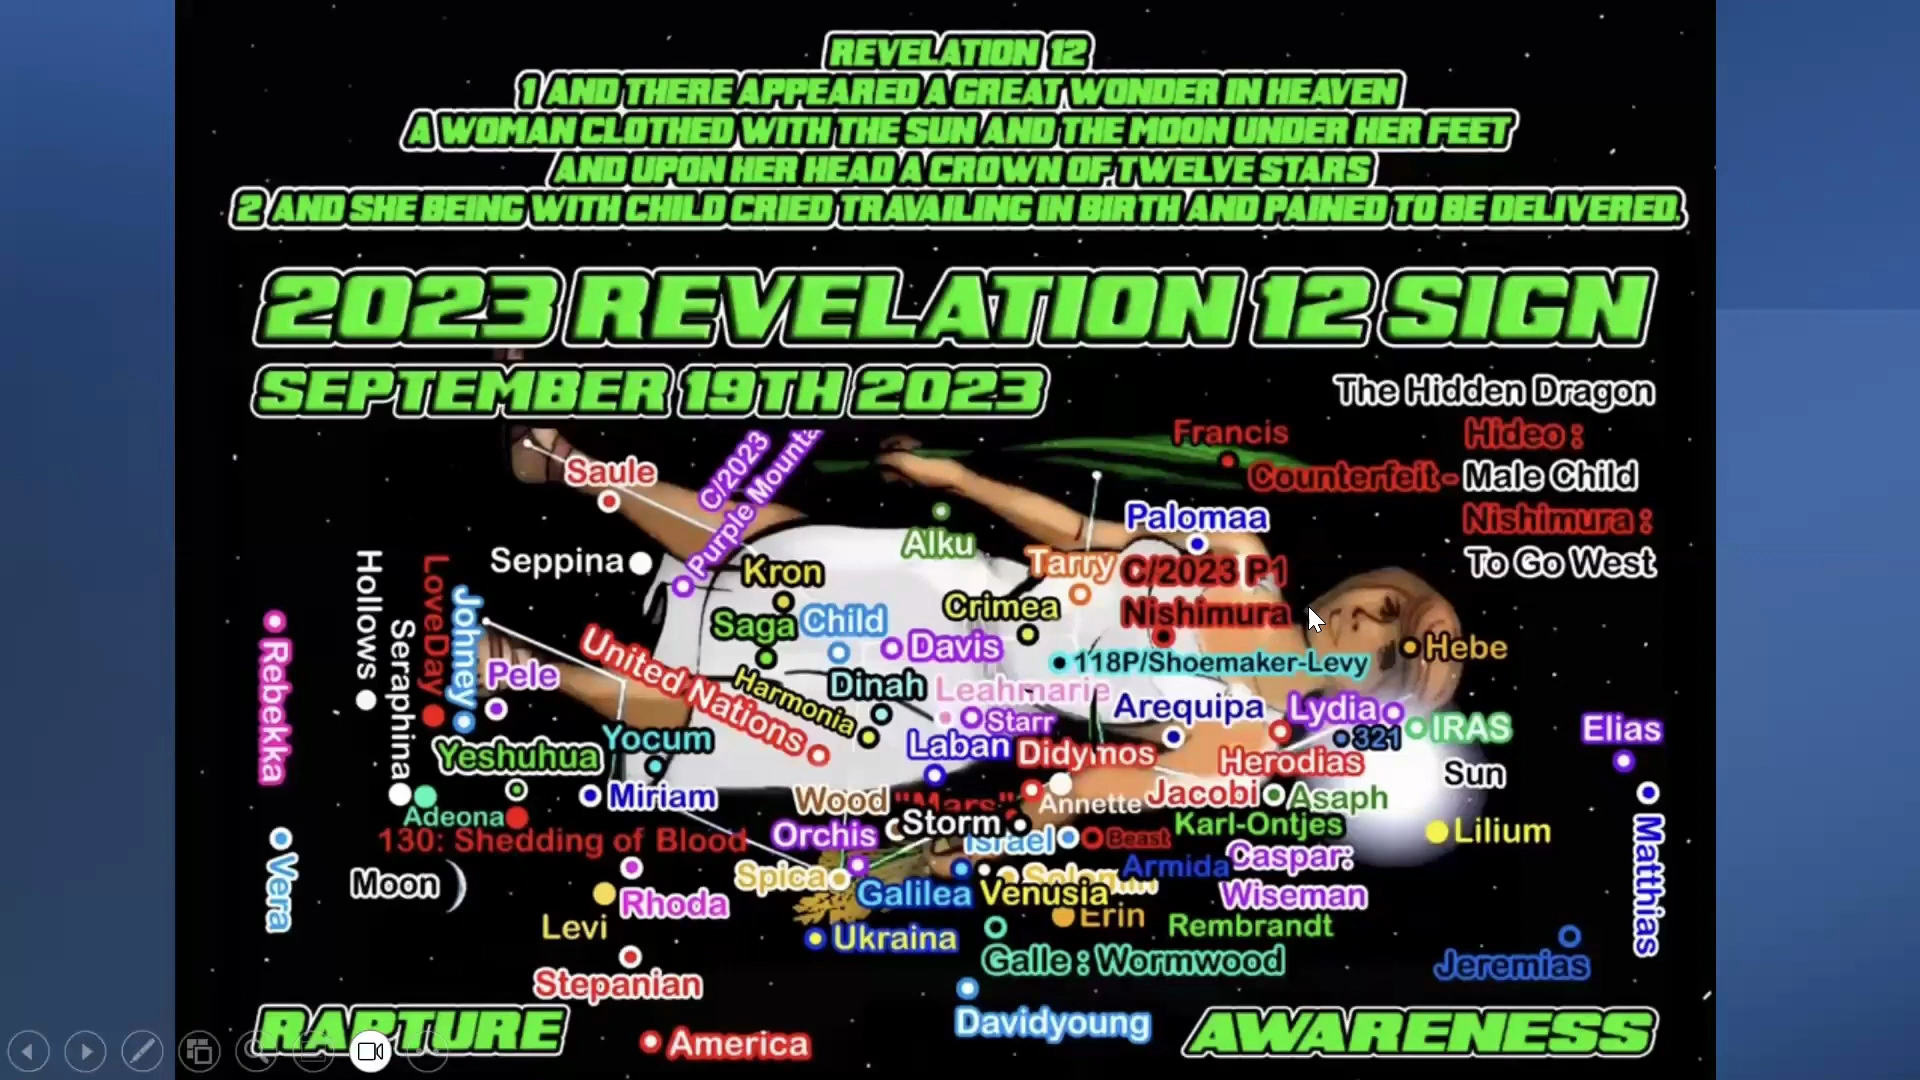 REVELATION 12
1 AND THERE APPEARED A GREAT WONDER IN HEAVEN
A WOMAN CLOTHED WITH THE SUN AND THE MOON UNDER HER FEET
AND UPON HER HEAD A CROWN OF TWELVE STARS
2 AND SHE BEING WITH CHILD CRIED TRAVAILING IN BIRTH AND PAINED TO BE DELIVERED.
2023 REVELATION 12 SIGN
SEPTEMBER 19TH 2023
The Hidden Dragon
Hideo :
Counterfeit - Male Child
Nishimura :
To Go West
Francis
Saule
C/2023
Purple
Palomaa
Alku
Seppina
Kron
Tarry
C/2023 P1
Nishimura
Crimea
Saga
Child
Davis
Hebe
Hollows
LoveDay
Johney
Seraphina
Rebekka
Pele
United Nations
Harmonia
Dinah
118P/Shoemaker-Levy
Leahmarie
Starr
Arequipa
Lydia
321
IRAS
Elias
Yeshuhua
Yocum
Laban
Didymos
Herodias
Sun
Miriam
Wood
"Mars"
Annette
Jacobi
Asaph
Adeona
130: Shedding of Blood
Orchis
Storm
Israel
Beast
Karl-Ontjes
Lilium
Matthias
Vera
Moon
Spica
Galilea
Venusia
Armida
Caspar:
Wiseman
Levi
Rhoda
Ukraina
Erin
Rembrandt
Stepanian
Galle : Wormwood
Jeremias
Davidyoung
America
RAPTURE
AWARENESS